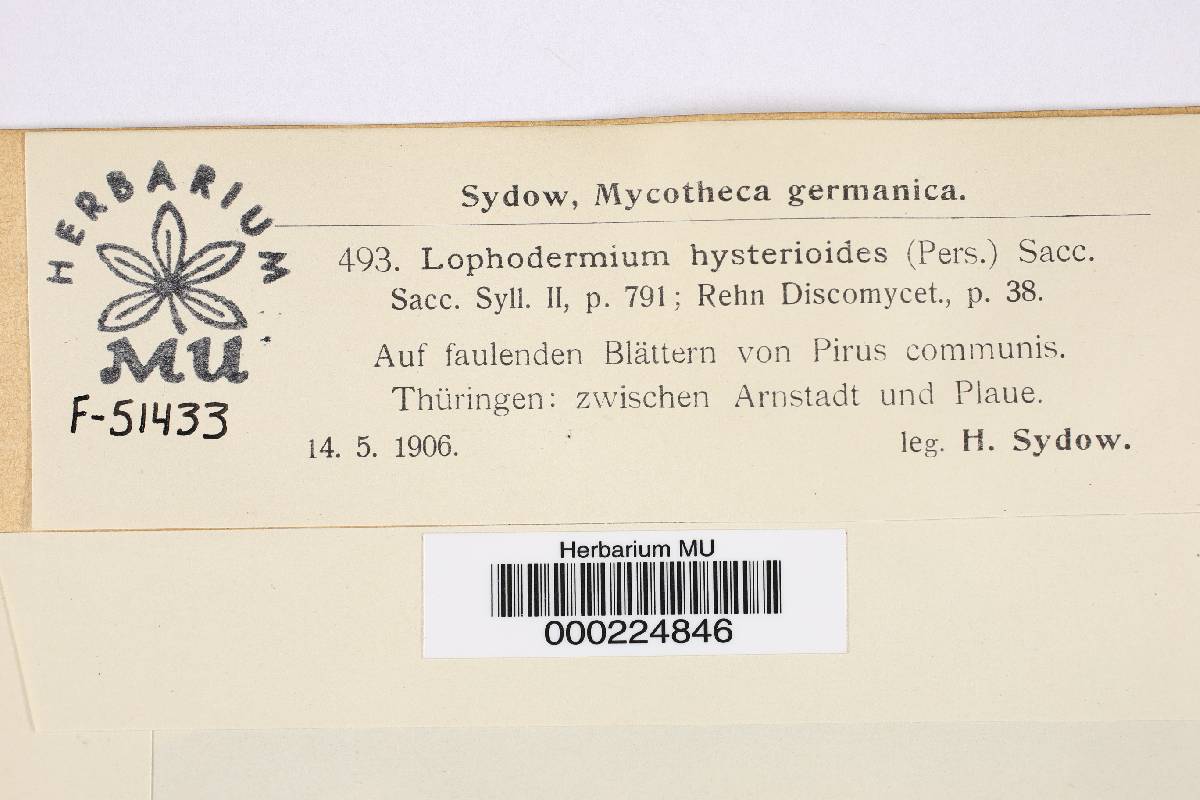 HERBARIUM
MU
F-51433
Sydow, Mycotheca germanica.
493. Lophodermium hysterioides (Pers.) Sacc.
Sacc. Syll. II, p. 791; Rehn Discomycet., p. 38.
Auf faulenden Blättern von Pirus communis.
Thüringen: zwischen Arnstadt und Plaue.
14. 5. 1906. leg. H. Sydow.
Herbarium MU
000224846